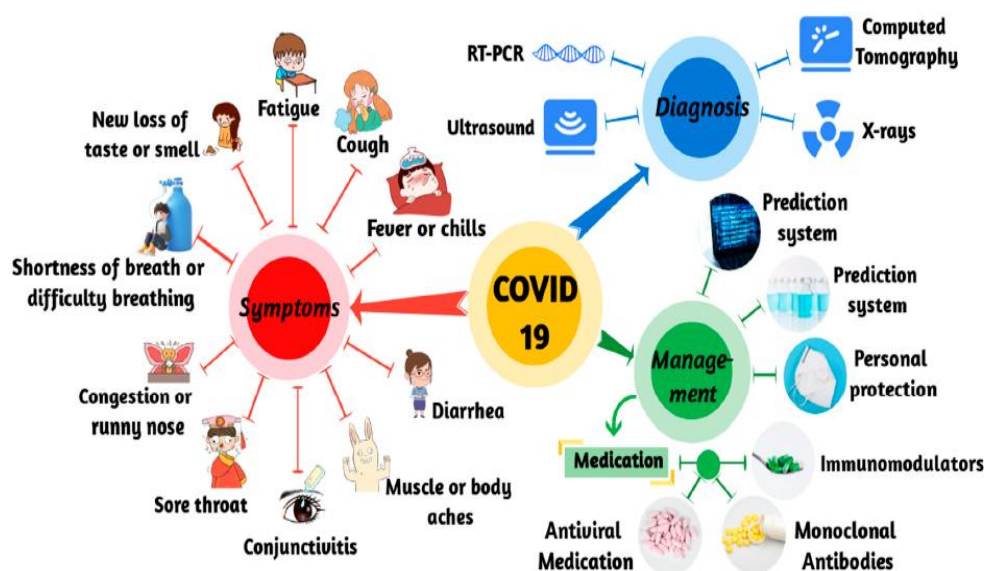 COVID
19
Symptoms
Fatigue
Cough
New loss of
taste or smell
Fever or chills
Shortness of breath or
difficulty breathing
Congestion or
runny nose
Diarrhea
Sore throat
Muscle or body
aches
Conjunctivitis
Diagnosis
RT-PCR
Computed
Tomography
Ultrasound
X-rays
Manage-
ment
Prediction
system
Prediction
system
Personal
protection
Medication
Immunomodulators
Antiviral
Medication
Monoclonal
Antibodies